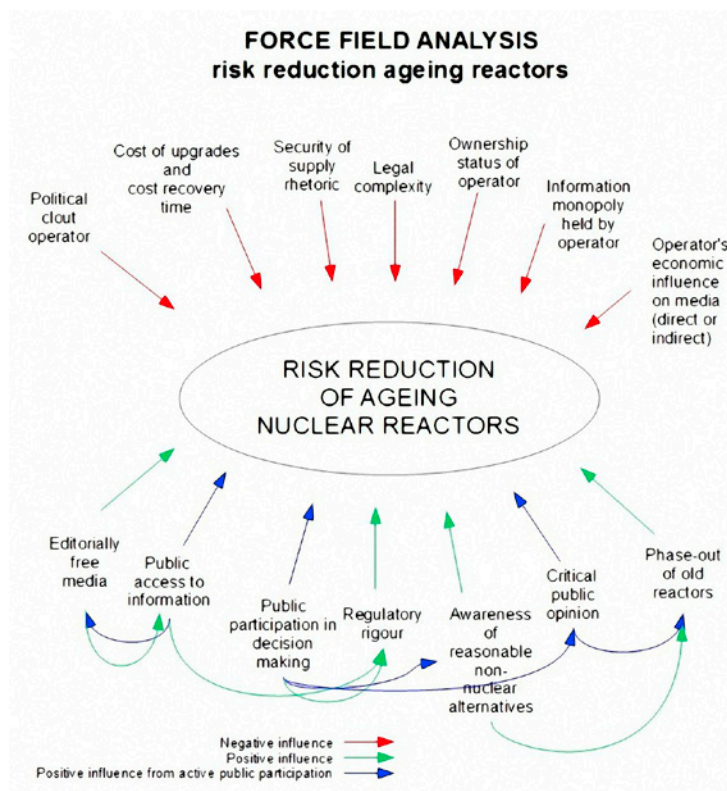 FORCE FIELD ANALYSIS
risk reduction ageing reactors
Political
clout
operator
Cost of upgrades
and
cost recovery
time
Security of
supply
rhetoric
Legal
complexity
Ownership
status of
operator
Information
monopoly
held by
operator
Operator's
economic
influence
on media
(direct or
indirect)
RISK REDUCTION
OF AGEING
NUCLEAR REACTORS
Editorially
free
media
Public
access to
information
Public
participation in
decision
making
Regulatory
rigour
Awareness of
reasonable
non-
nuclear
alternatives
Critical
public
opinion
Phase-out
of old
reactors
Negative influence
Positive influence
Positive influence from active public participation